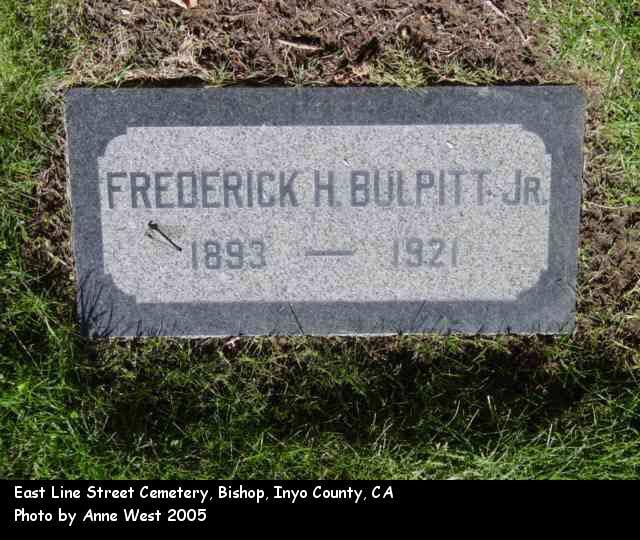 FREDERICK H. BULPITT JR.
1893 — 1921
East Line Street Cemetery, Bishop, Inyo County, CA
Photo by Anne West 2005